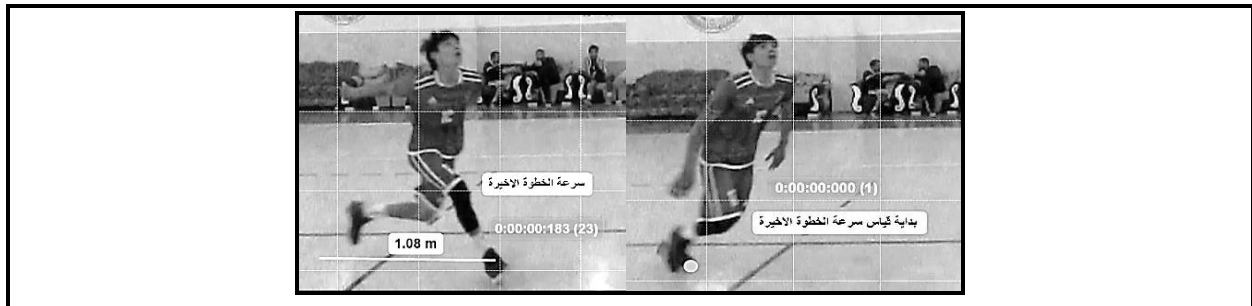 سرعة الخطوة الاخيرة
0:00:00:183 (23)
1.08 m
0:00:00:000 (1)
بداية قياس سرعة الخطوة الاخيرة